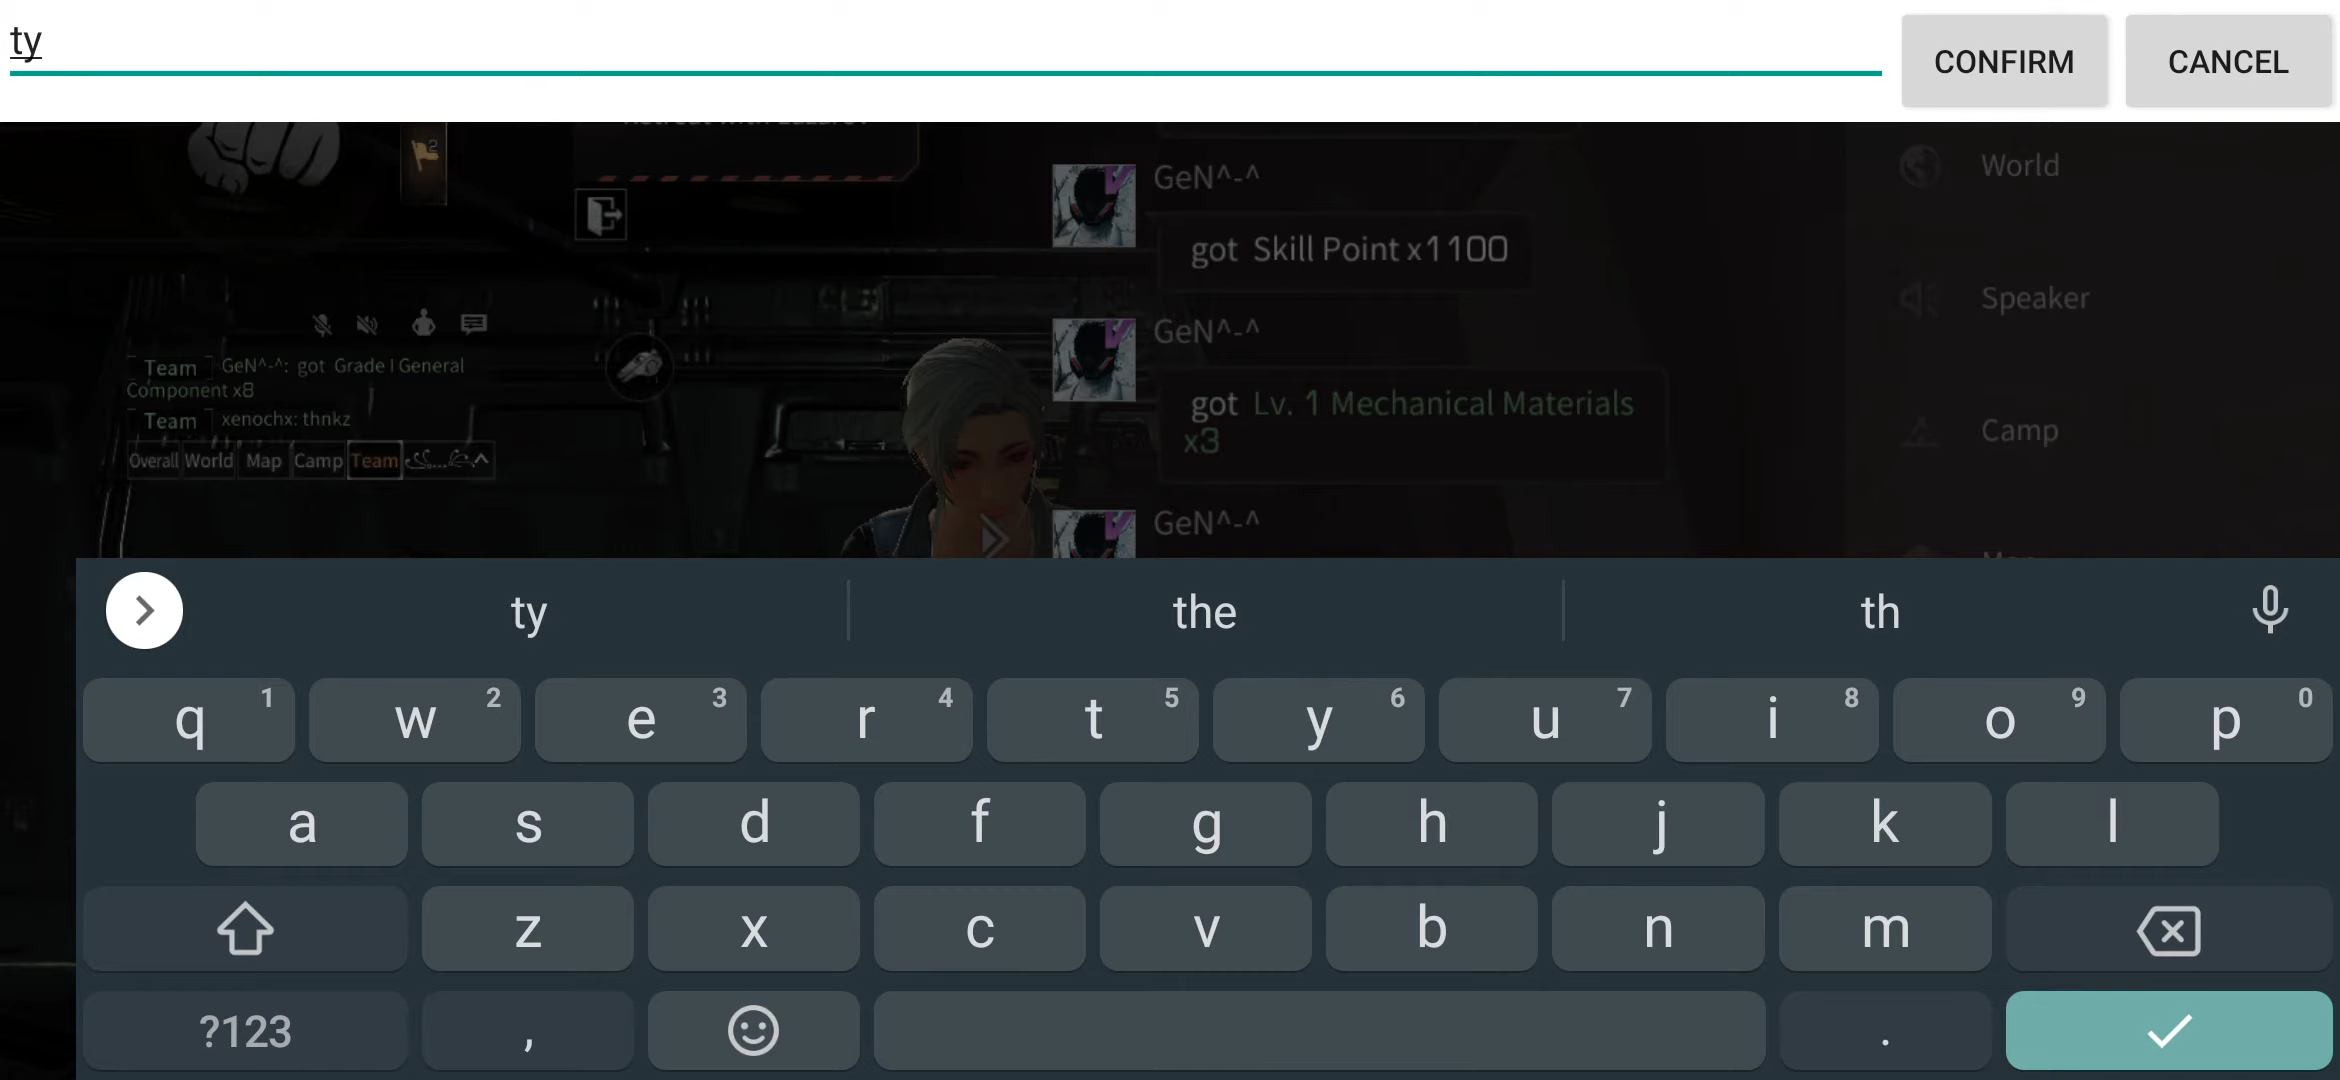 ty
CONFIRM
CANCEL
2
GeN^-^
got Skill Point x1100
GeN^-^
got Lv. 1 Mechanical Materials
x3
GeN^-^
World
Speaker
Camp
Team GeN^-^: got Grade I General
Component x8
Team xenochx: thnkz
Overall World Map Camp Team
ty the th
q 1 w 2 e 3 r 4 t 5 y 6 u 7 i 8 o 9 p 0
a s d f g h j k l
z x c v b n m
?123 , .